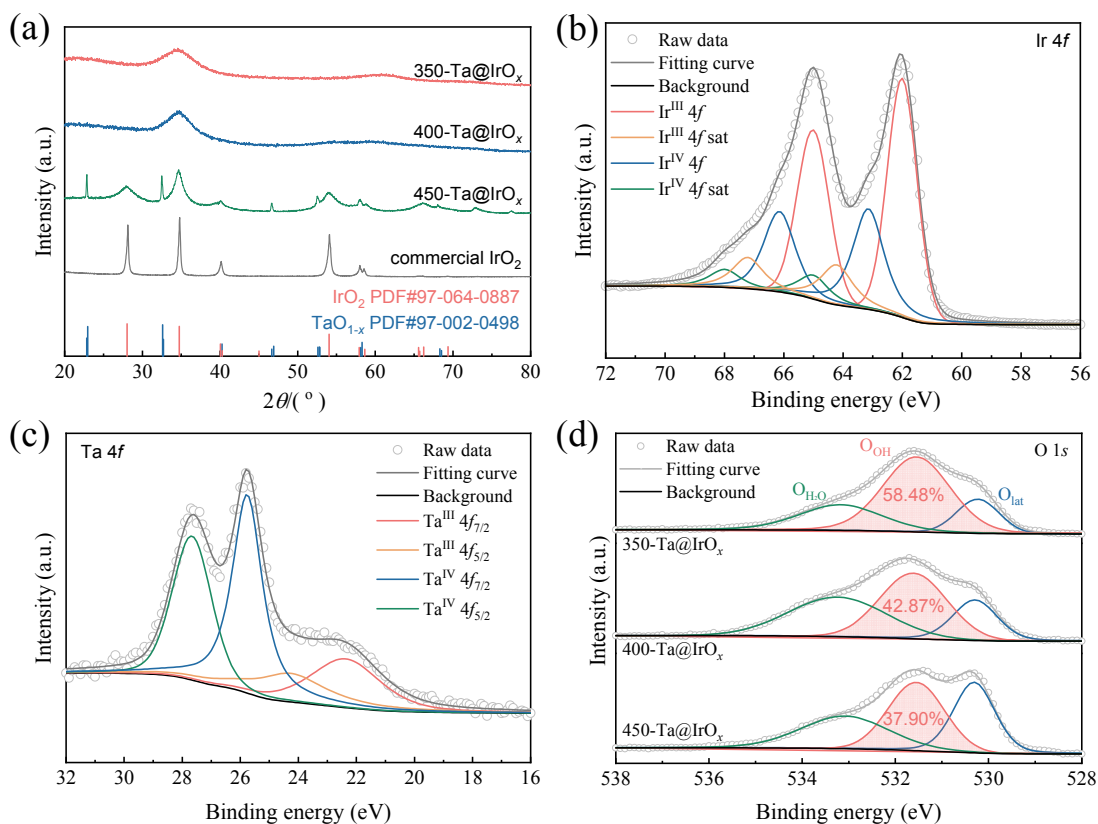 (a)
Intensity (a.u.)
350-Ta@IrOₓ
400-Ta@IrOₓ
450-Ta@IrOₓ
commercial IrO₂
IrO₂ PDF#97-064-0887
TaO₁₋ₓ PDF#97-002-0498
20 30 40 50 60 70 80
2θ/( ° )
(b)
Ir 4f
Raw data
Fitting curve
Background
Irᴵᴵᴵ 4f
Irᴵᴵᴵ 4f sat
Irᴵⱽ 4f
Irᴵⱽ 4f sat
Intensity (a.u.)
72 70 68 66 64 62 60 58 56
Binding energy (eV)
(c)
Ta 4f
Raw data
Fitting curve
Background
Taᴵᴵᴵ 4f7/2
Taᴵᴵᴵ 4f5/2
Taᴵⱽ 4f7/2
Taᴵⱽ 4f5/2
Intensity (a.u.)
32 30 28 26 24 22 20 18 16
Binding energy (eV)
(d)
Raw data
Fitting curve
Background
O 1s
O_OH
O_H₂O
O_lat
58.48%
350-Ta@IrOₓ
42.87%
400-Ta@IrOₓ
37.90%
450-Ta@IrOₓ
Intensity (a.u.)
538 536 534 532 530 528
Binding energy (eV)